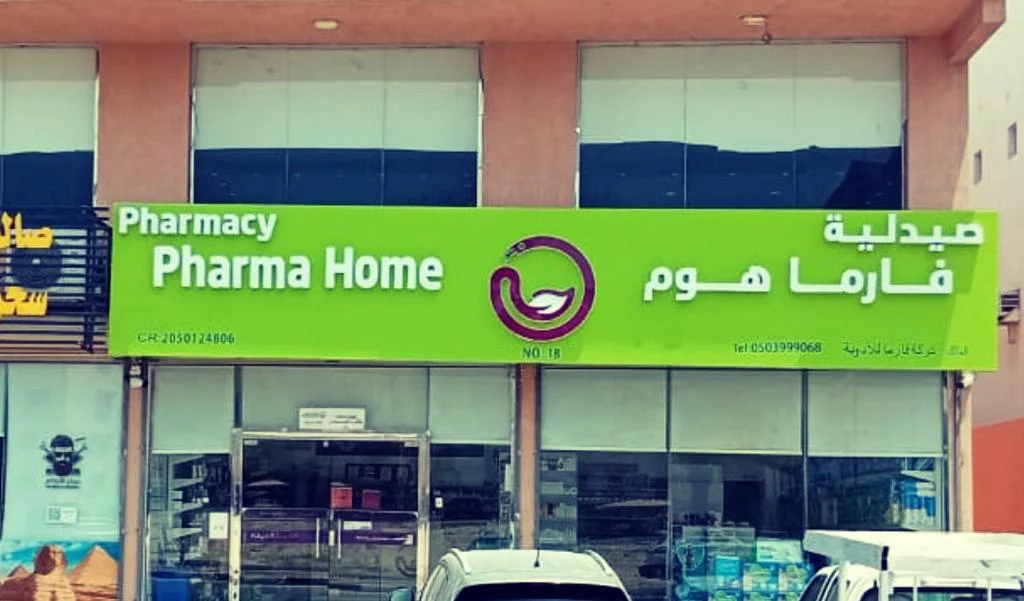 Pharmacy
Pharma Home
CR:2050124806
NO: 18
صيدلية
فارما هوم
Tel:0503999068 شركة فارما للأدوية